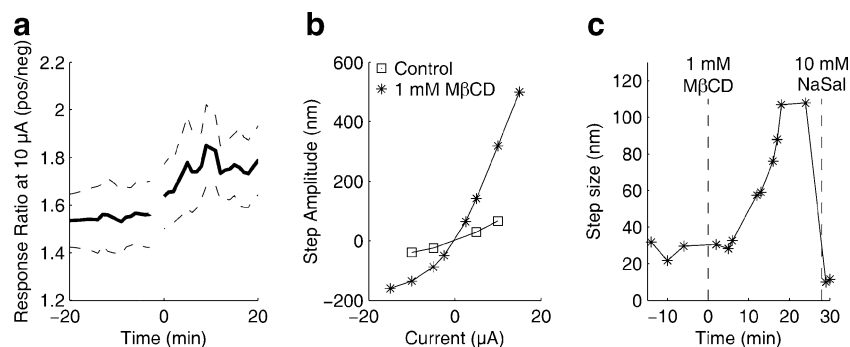 a
Response Ratio at 10 µA (pos/neg)
2.2
2
1.8
1.6
1.4
1.2
−20
0
20
Time (min)
b
Step Amplitude (nm)
600
400
200
0
−200
Control
1 mM MβCD
−20
0
20
Current (µA)
c
Step size (nm)
120
100
80
60
40
20
0
1 mM
MβCD
10 mM
NaSal
−10
0
10
20
30
Time (min)